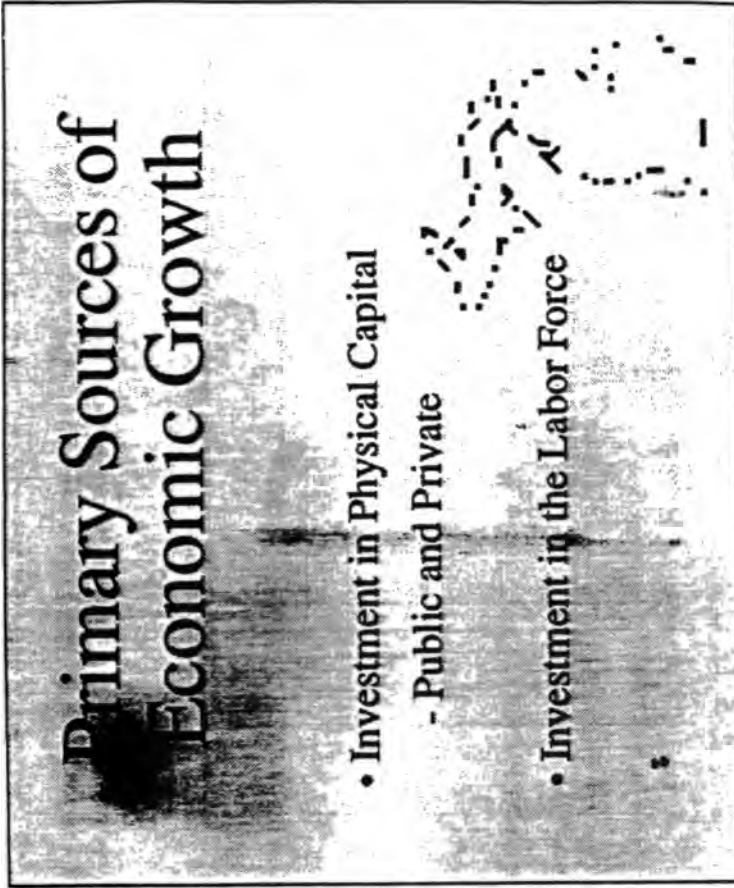 Primary Sources of
Economic Growth
• Investment in Physical Capital
- Public and Private
• Investment in the Labor Force